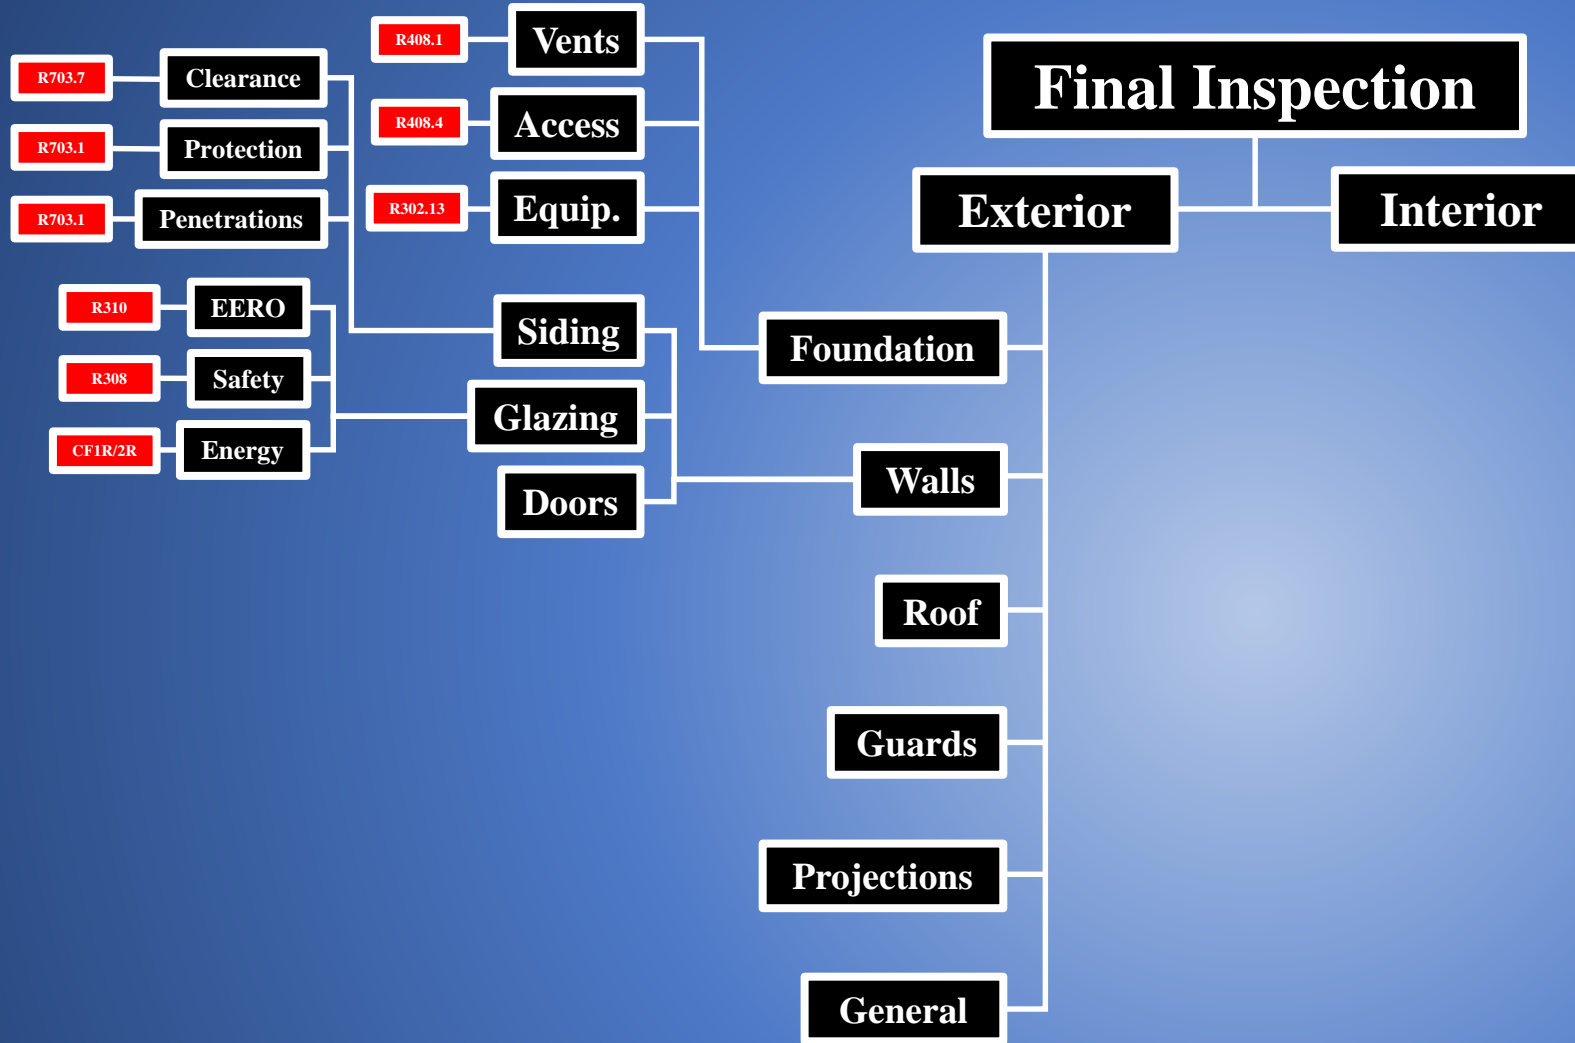 Final Inspection
Exterior
Interior
Foundation
Vents
R408.1
Access
R408.4
Equip.
R302.13
Walls
Siding
Clearance
R703.7
Protection
R703.1
Penetrations
R703.1
Glazing
EERO
R310
Safety
R308
Energy
CF1R/2R
Doors
Roof
Guards
Projections
General